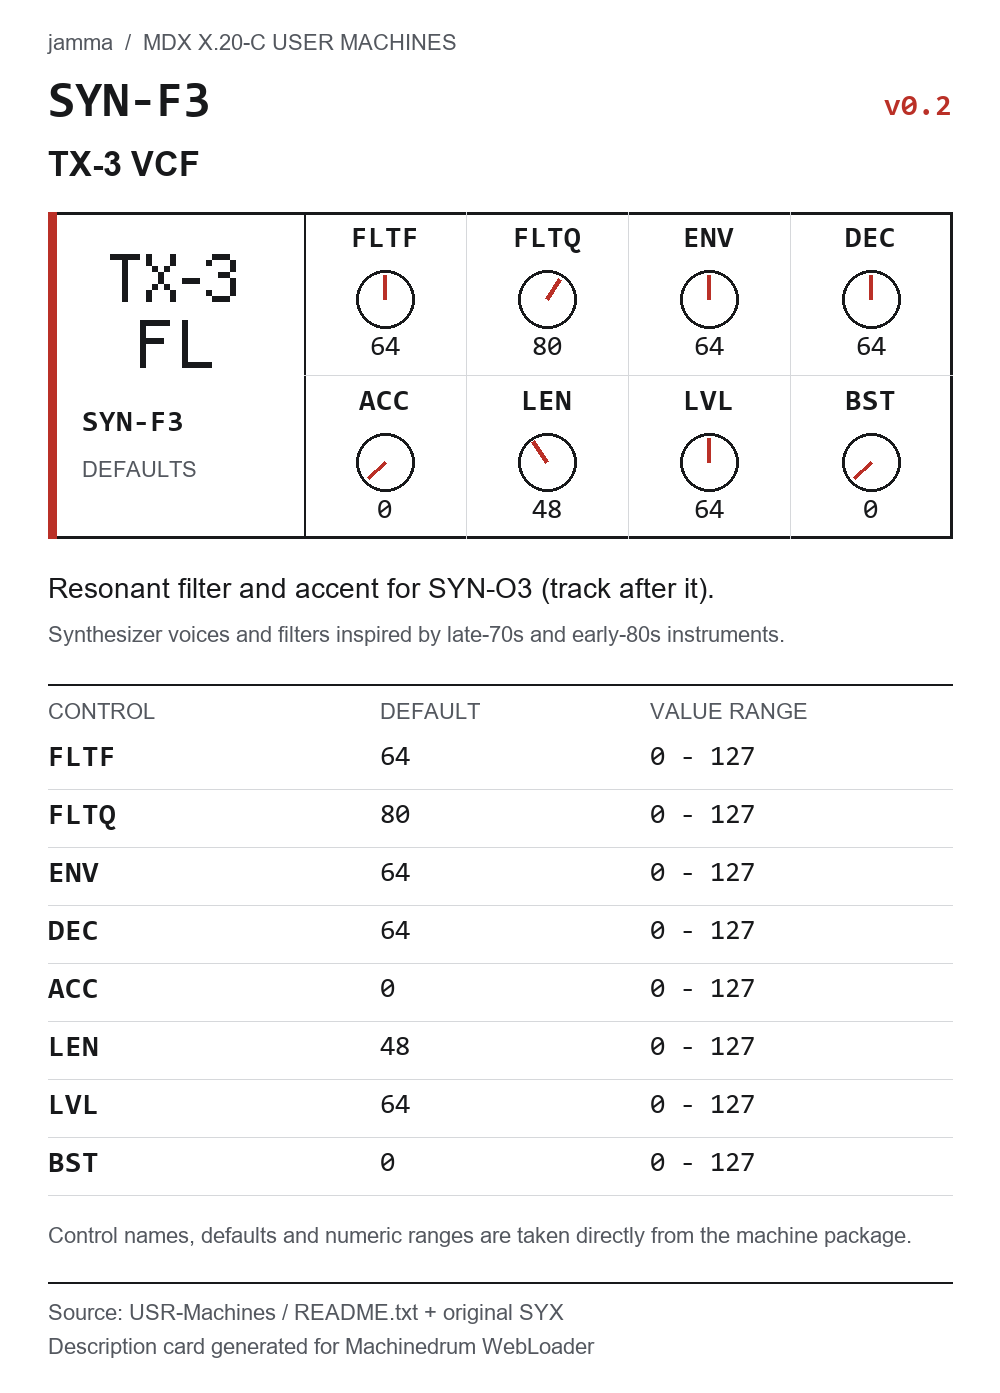 jamma / MDX X.20-C USER MACHINES
SYN-F3
v0.2
TX-3 VCF
TX-3
FL
SYN-F3
DEFAULTS
FLTF FLTQ ENV DEC
64 80 64 64
ACC LEN LVL BST
0 48 64 0
Resonant filter and accent for SYN-O3 (track after it).
Synthesizer voices and filters inspired by late-70s and early-80s instruments.
CONTROL DEFAULT VALUE RANGE
FLTF 64 0 - 127
FLTQ 80 0 - 127
ENV 64 0 - 127
DEC 64 0 - 127
ACC 0 0 - 127
LEN 48 0 - 127
LVL 64 0 - 127
BST 0 0 - 127
Control names, defaults and numeric ranges are taken directly from the machine package.
Source: USR-Machines / README.txt + original SYX
Description card generated for Machinedrum WebLoader